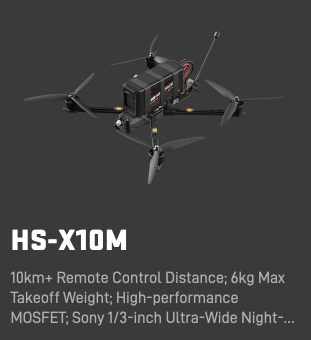 HS-X10M
10km+ Remote Control Distance; 6kg Max
Takeoff Weight; High-performance
MOSFET; Sony 1/3-inch Ultra-Wide Night-...